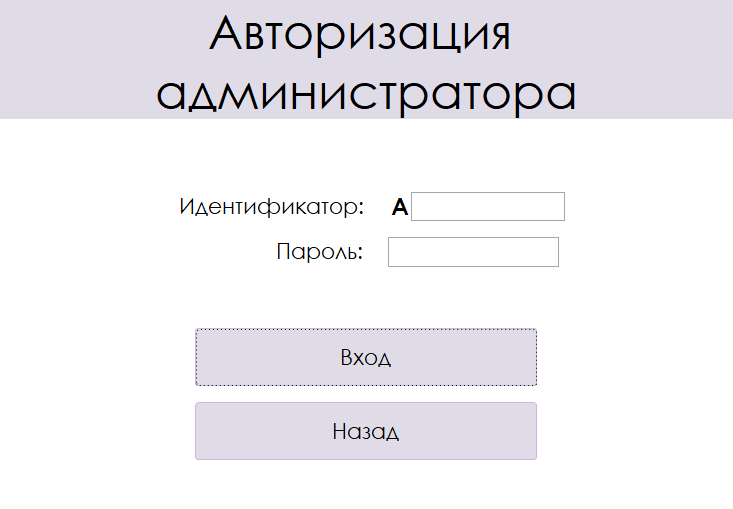 Авторизация
администратора
Идентификатор: А
Пароль:
Вход
Назад